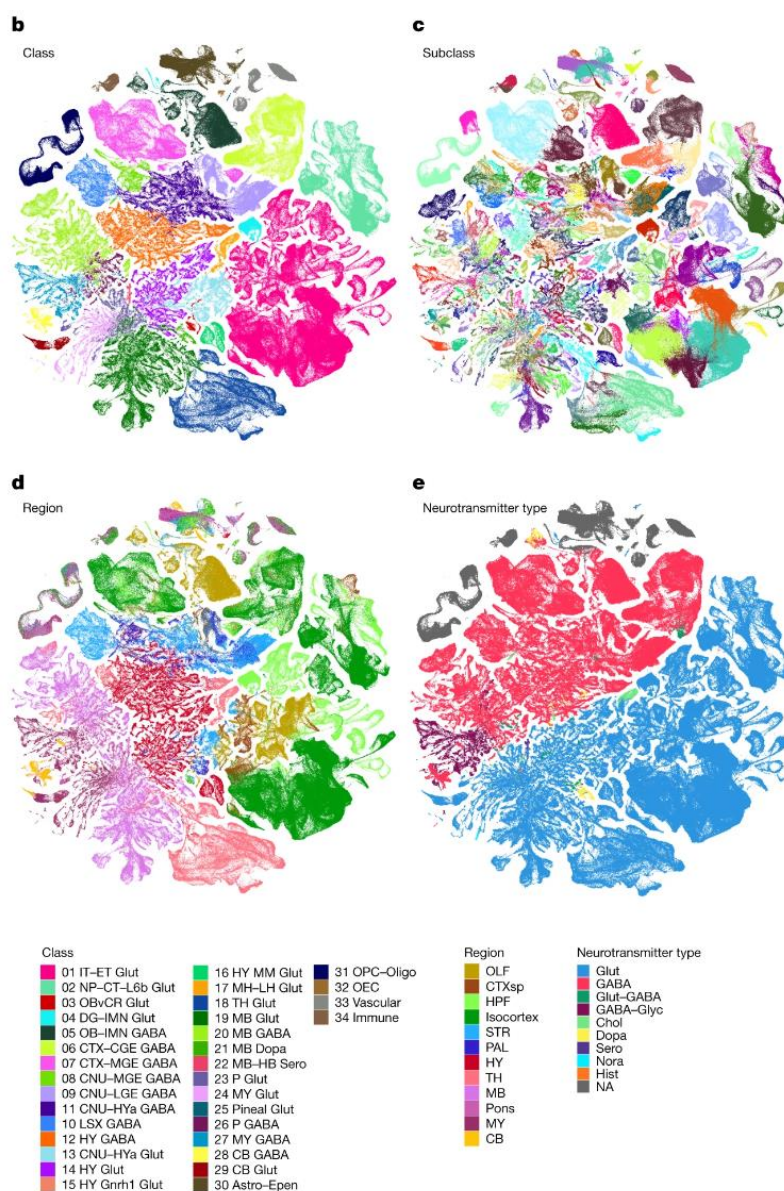 b
Class
c
Subclass
d
Region
e
Neurotransmitter type
Class
01 IT–ET Glut
02 NP–CT–L6b Glut
03 OBvCR Glut
04 DG–IMN Glut
05 OB–IMN GABA
06 CTX–CGE GABA
07 CTX–MGE GABA
08 CNU–MGE GABA
09 CNU–LGE GABA
11 CNU–HYa GABA
10 LSX GABA
12 HY GABA
13 CNU–HYa Glut
14 HY Glut
15 HY Gnrh1 Glut
16 HY MM Glut
17 MH–LH Glut
18 TH Glut
19 MB Glut
20 MB GABA
21 MB Dopa
22 MB–HB Sero
23 P Glut
24 MY Glut
25 Pineal Glut
26 P GABA
27 MY GABA
28 CB GABA
29 CB Glut
30 Astro–Epen
31 OPC–Oligo
32 OEC
33 Vascular
34 Immune
Region
OLF
CTXsp
HPF
Isocortex
STR
PAL
HY
TH
MB
Pons
MY
CB
Neurotransmitter type
Glut
GABA
Glut–GABA
GABA–Glyc
Chol
Dopa
Sero
Nora
Hist
NA